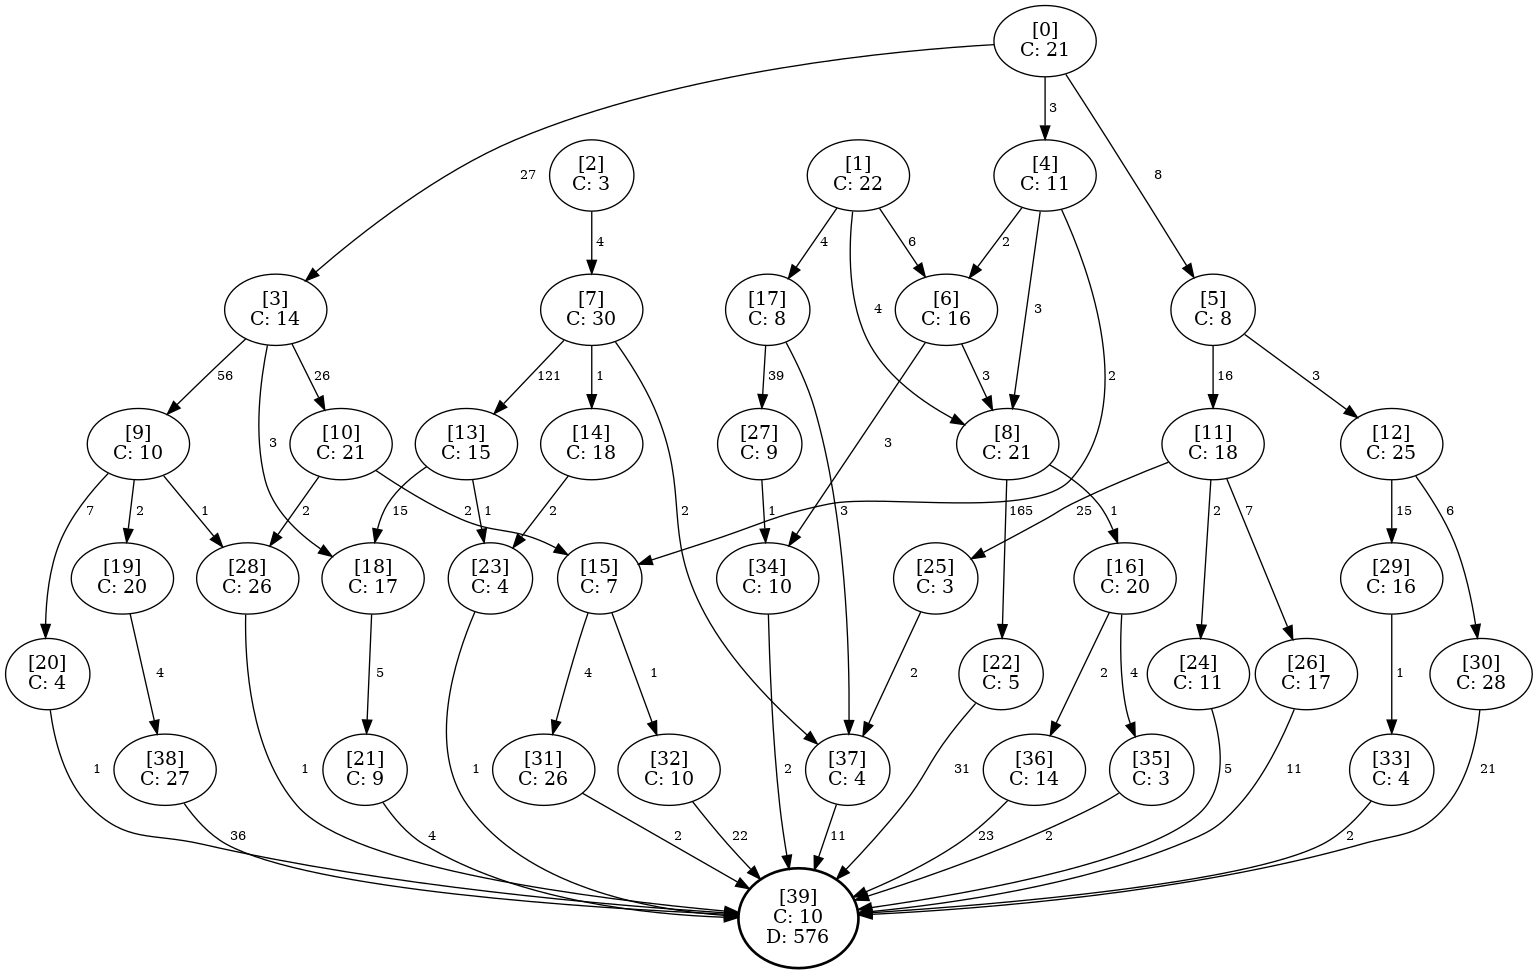 [0]
C: 21
27
3
8
[2]
C: 3
[1]
C: 22
[4]
C: 11
4
4
4
6
2
3
2
[3]
C: 14
[7]
C: 30
[17]
C: 8
[6]
C: 16
[5]
C: 8
56
3
26
121
1
2
39
3
3
3
16
3
[9]
C: 10
[10]
C: 21
[13]
C: 15
[14]
C: 18
[27]
C: 9
[8]
C: 21
[11]
C: 18
[12]
C: 25
7
2
1
2
2
15
1
2
1
165
1
25
2
7
15
6
[19]
C: 20
[28]
C: 26
[18]
C: 17
[23]
C: 4
[15]
C: 7
[34]
C: 10
[25]
C: 3
[16]
C: 20
[29]
C: 16
4
5
4
1
2
2
4
1
[20]
C: 4
[22]
C: 5
[24]
C: 11
[26]
C: 17
[30]
C: 28
1
1
1
2
31
5
11
21
[38]
C: 27
[21]
C: 9
[31]
C: 26
[32]
C: 10
[37]
C: 4
[36]
C: 14
[35]
C: 3
[33]
C: 4
36
4
2
22
11
23
2
2
[39]
C: 10
D: 576